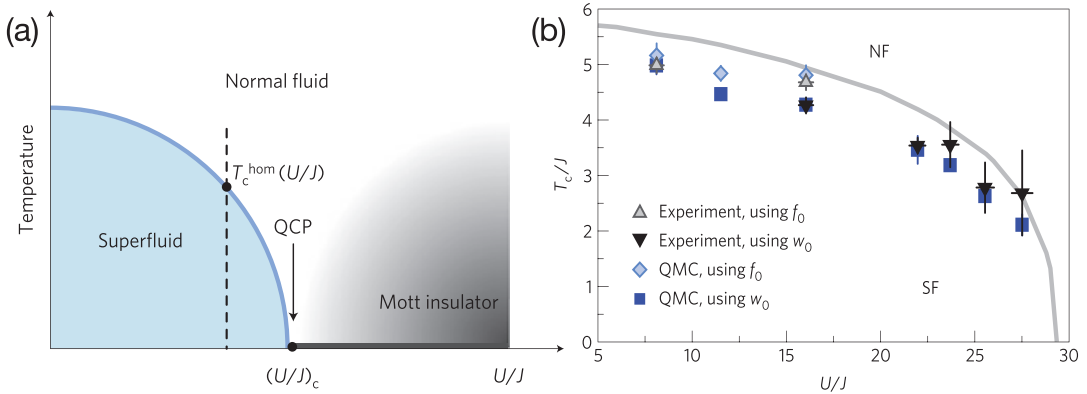 (a)
Temperature
Normal fluid
T_c^hom (U/J)
Superfluid
QCP
Mott insulator
(U/J)_c
U/J
(b)
6
5
4
3
2
1
0
T_c/J
NF
Experiment, using f_0
Experiment, using w_0
QMC, using f_0
QMC, using w_0
SF
5
10
15
20
25
30
U/J